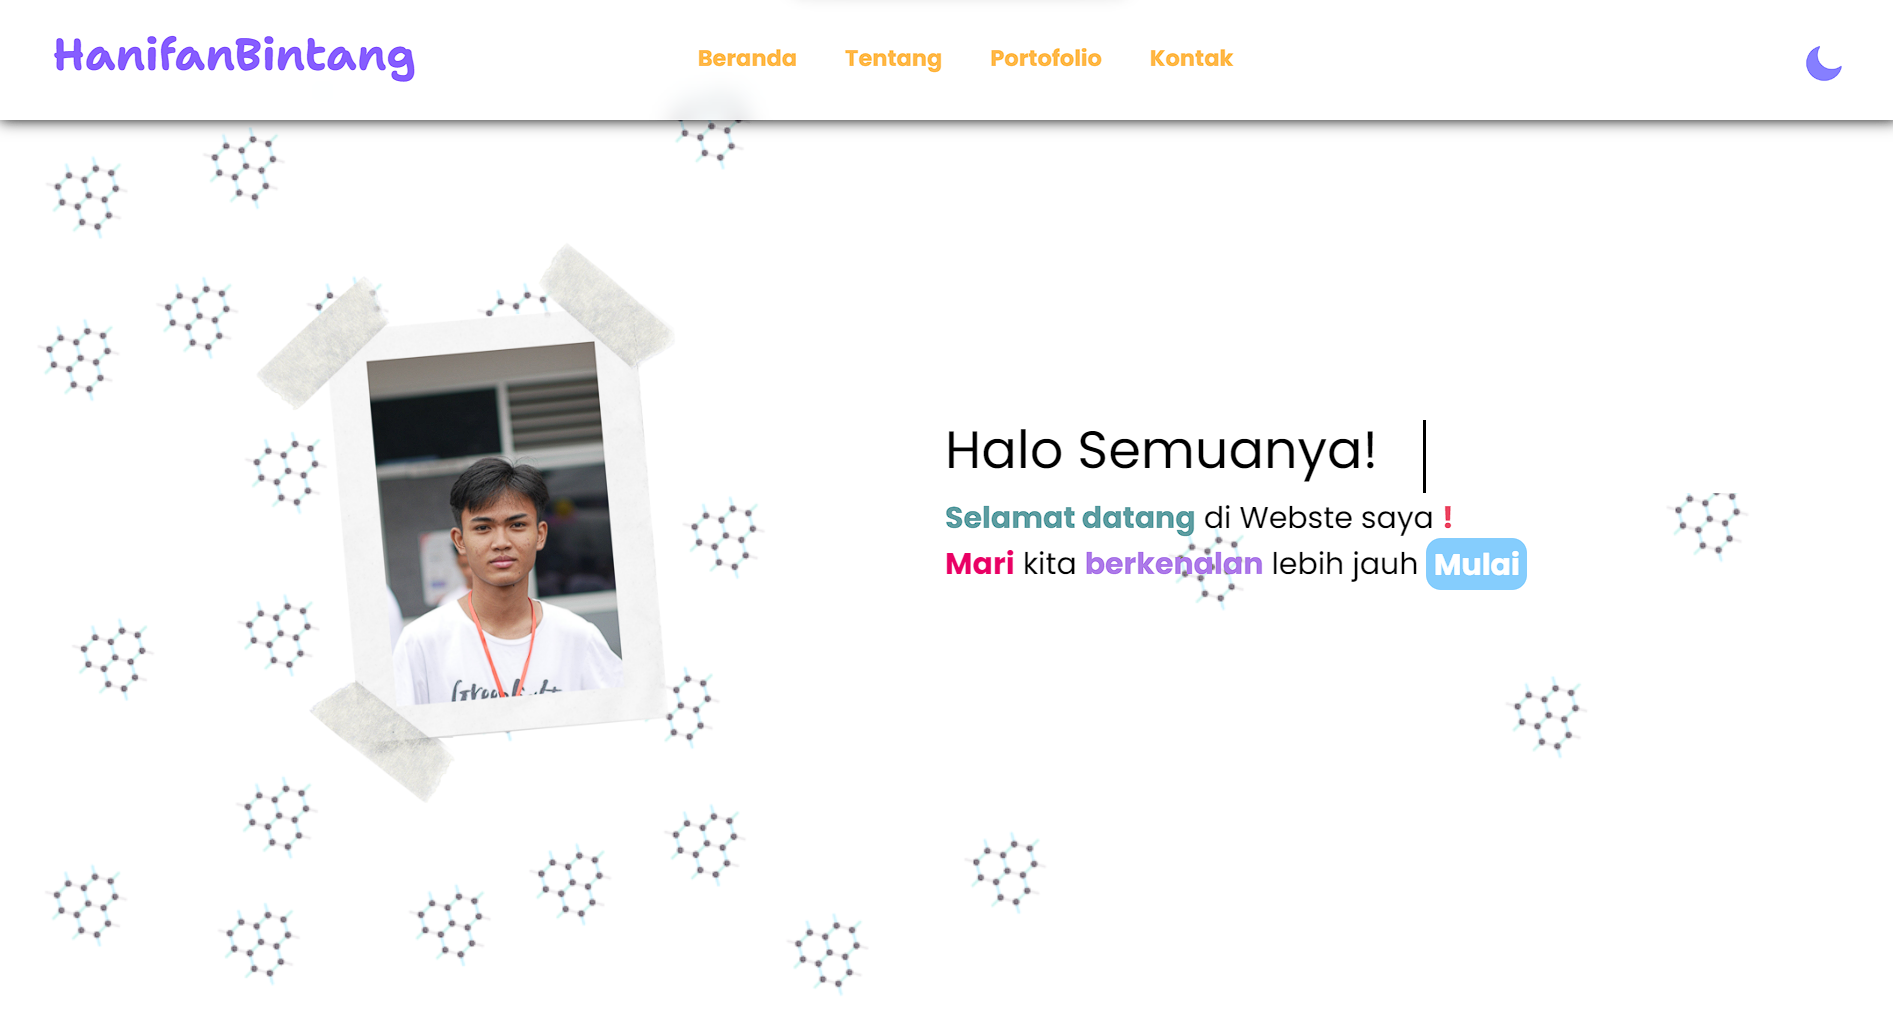 HanifanBintang
Beranda Tentang Portofolio Kontak
Halo Semuanya!
Selamat datang di Webste saya !
Mari kita berkenalan lebih jauh Mulai